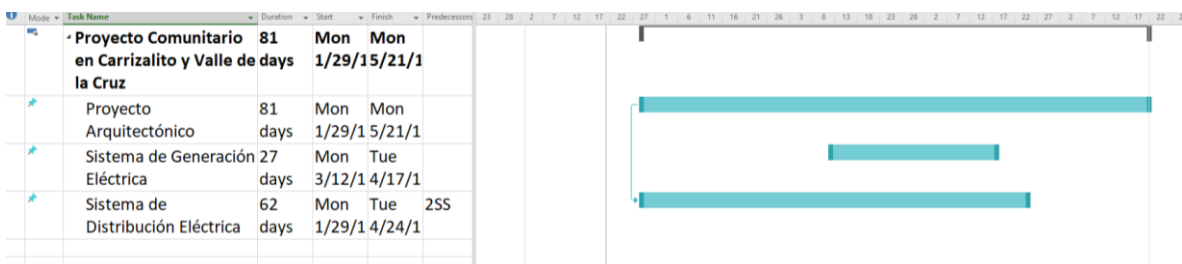 Mode Task Name Duration Start Finish Predecessors 23 28 2 7 12 17 22 27 1 6 11 16 21 26 3 8 13 18 23 28 2 7 12 17 22 27 2 7 12 17 22
Proyecto Comunitario 81 Mon Mon
en Carrizalito y Valle de days 1/29/1 5/21/1
la Cruz
Proyecto 81 Mon Mon
Arquitectónico days 1/29/1 5/21/1
Sistema de Generación 27 Mon Tue
Eléctrica days 3/12/1 4/17/1
Sistema de 62 Mon Tue 2SS
Distribución Eléctrica days 1/29/1 4/24/1